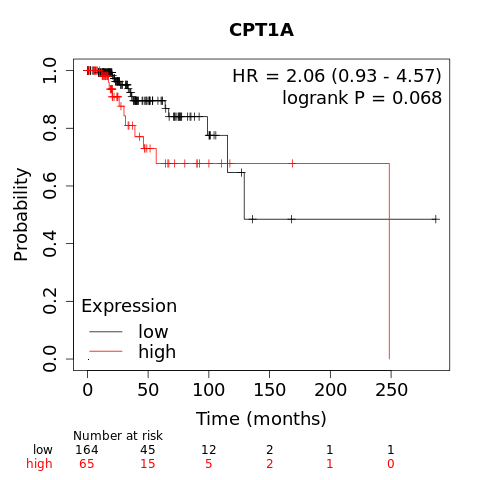 CPT1A
HR = 2.06 (0.93 - 4.57)
logrank P = 0.068
Probability
1.0
0.8
0.6
0.4
0.2
0.0
Expression
low
high
0 50 100 150 200 250
Time (months)
Number at risk
low 164 45 12 2 1 1
high 65 15 5 2 1 0